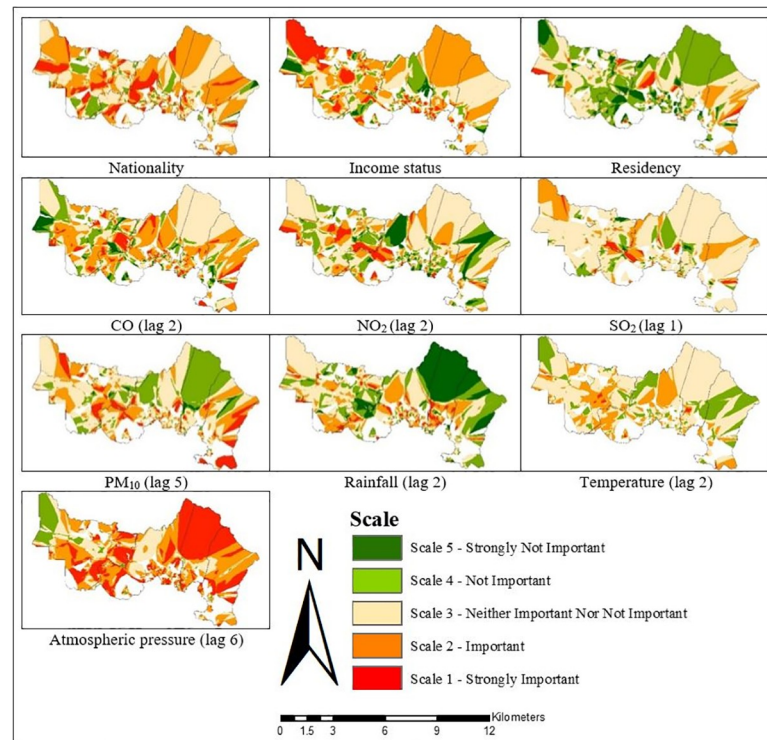 Nationality
Income status
Residency
CO (lag 2)
NO₂ (lag 2)
SO₂ (lag 1)
PM₁₀ (lag 5)
Rainfall (lag 2)
Temperature (lag 2)
Atmospheric pressure (lag 6)
Scale
N
Scale 5 - Strongly Not Important
Scale 4 - Not Important
Scale 3 - Neither Important Nor Not Important
Scale 2 - Important
Scale 1 - Strongly Important
Kilometers
0 1.5 3 6 9 12